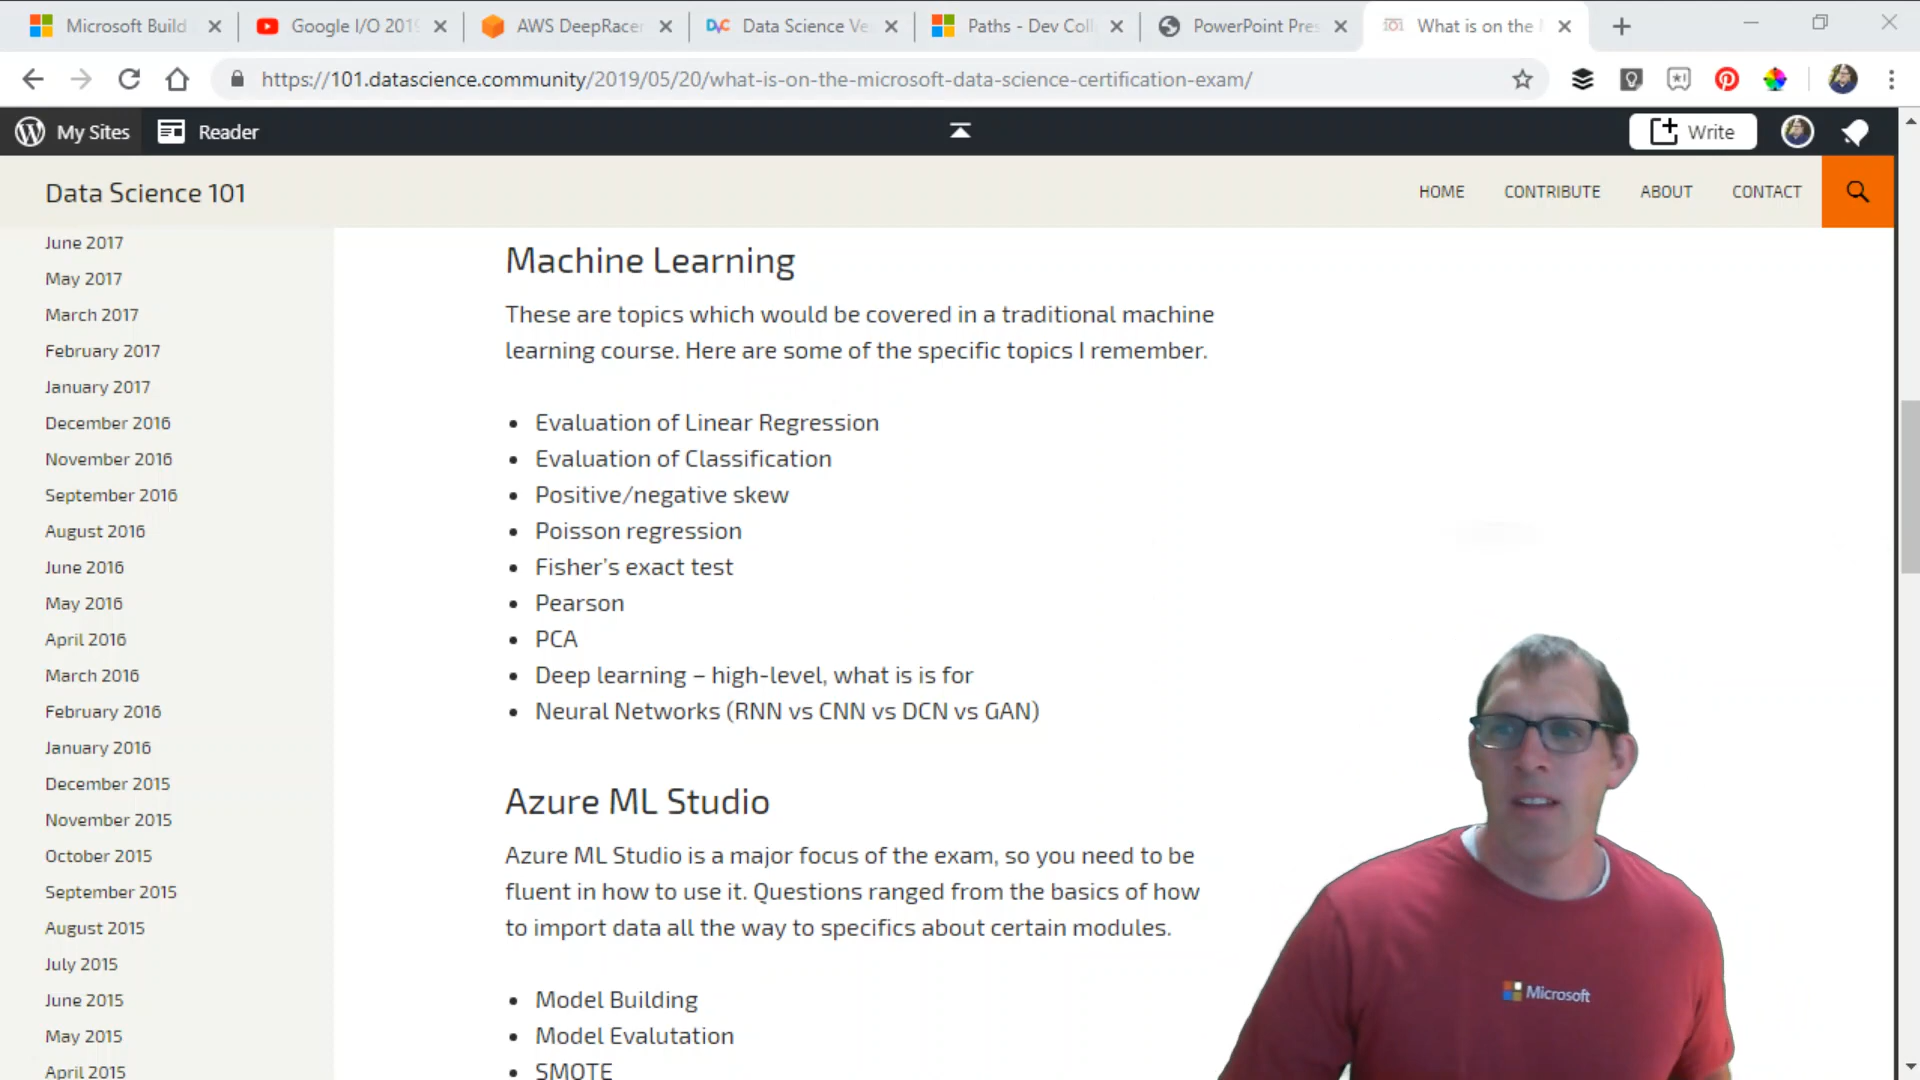 Microsoft Build
Google I/O 2019
AWS DeepRacer
DVC Data Science Ve
Paths - Dev Coll
PowerPoint Pres
What is on the
https://101.datascience.community/2019/05/20/what-is-on-the-microsoft-data-science-certification-exam/
My Sites
Reader
Write
Data Science 101
HOME
CONTRIBUTE
ABOUT
CONTACT
June 2017
May 2017
March 2017
February 2017
January 2017
December 2016
November 2016
September 2016
August 2016
June 2016
May 2016
April 2016
March 2016
February 2016
January 2016
December 2015
November 2015
October 2015
September 2015
August 2015
July 2015
June 2015
May 2015
April 2015
Machine Learning
These are topics which would be covered in a traditional machine
learning course. Here are some of the specific topics I remember.
• Evaluation of Linear Regression
• Evaluation of Classification
• Positive/negative skew
• Poisson regression
• Fisher's exact test
• Pearson
• PCA
• Deep learning – high-level, what is is for
• Neural Networks (RNN vs CNN vs DCN vs GAN)
Azure ML Studio
Azure ML Studio is a major focus of the exam, so you need to be
fluent in how to use it. Questions ranged from the basics of how
to import data all the way to specifics about certain modules.
• Model Building
• Model Evalutation
• SMOTE
Microsoft